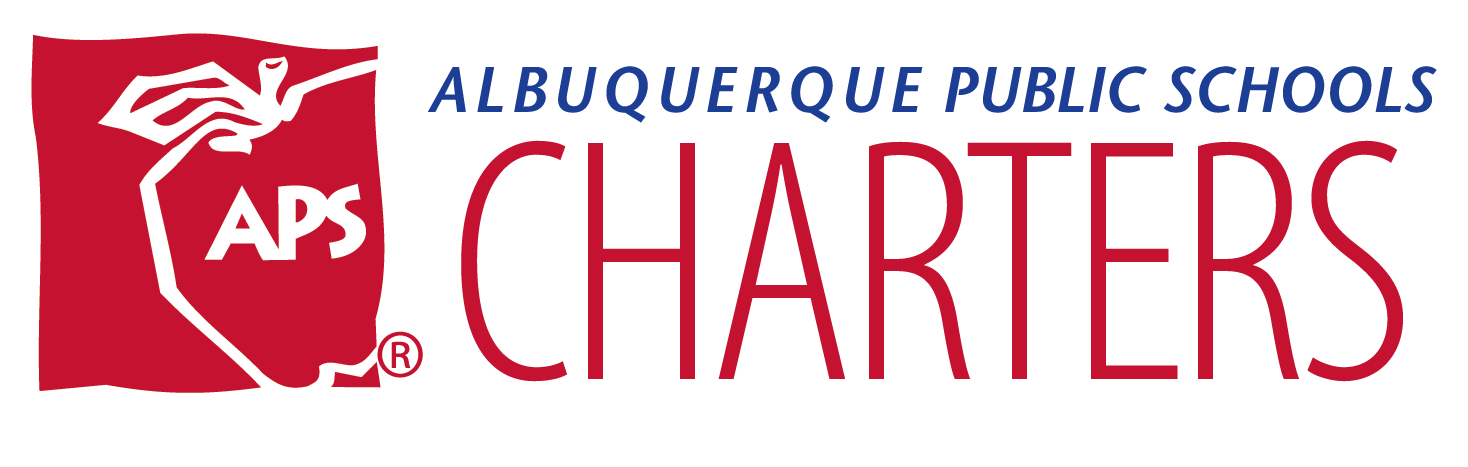 APS
®
ALBUQUERQUE PUBLIC SCHOOLS
CHARTERS